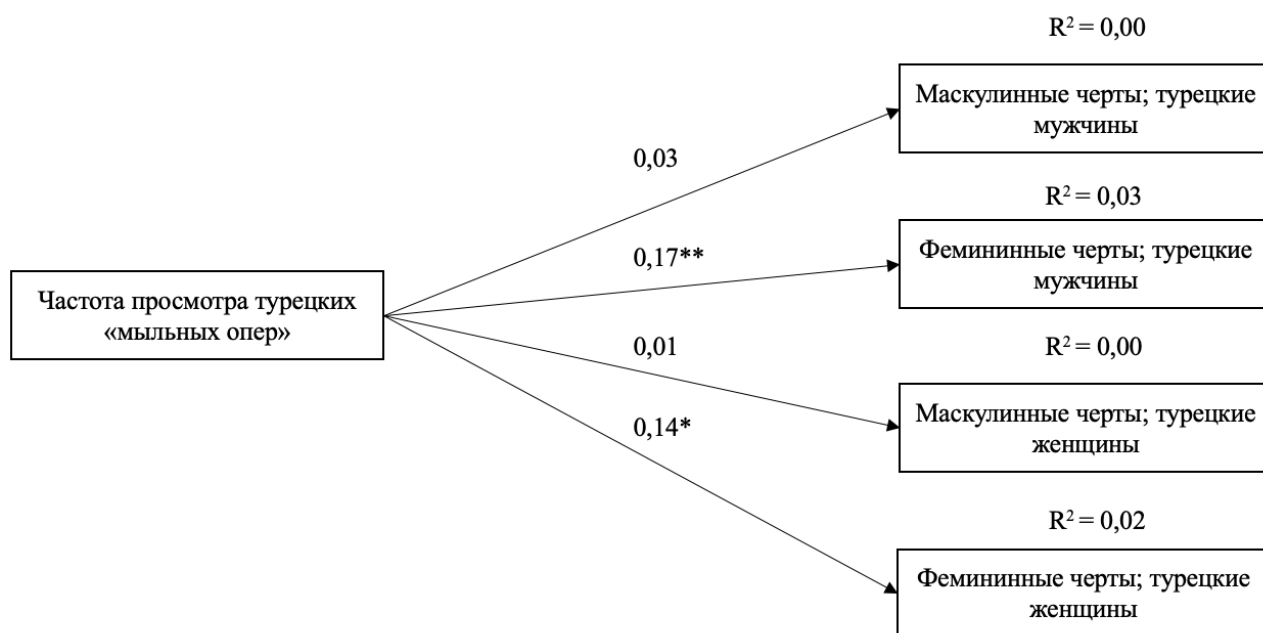 R² = 0,00
Маскулинные черты; турецкие
мужчины
0,03
R² = 0,03
Фемининные черты; турецкие
мужчины
0,17**
Частота просмотра турецких
«мыльных опер»
0,01
R² = 0,00
Маскулинные черты; турецкие
женщины
0,14*
R² = 0,02
Фемининные черты; турецкие
женщины